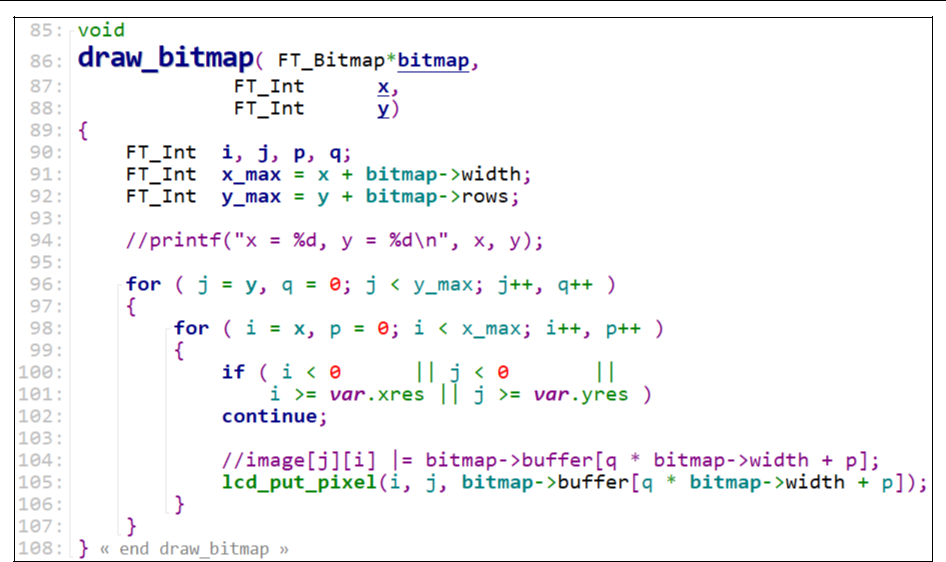 85: void
86: draw_bitmap( FT_Bitmap*bitmap,
87:              FT_Int      x,
88:              FT_Int      y)
89: {
90:     FT_Int  i, j, p, q;
91:     FT_Int  x_max = x + bitmap->width;
92:     FT_Int  y_max = y + bitmap->rows;
93:
94:     //printf("x = %d, y = %d\n", x, y);
95:
96:     for ( j = y, q = 0; j < y_max; j++, q++ )
97:     {
98:         for ( i = x, p = 0; i < x_max; i++, p++ )
99:         {
100:             if ( i < 0      || j < 0       ||
101:                 i >= var.xres || j >= var.yres )
102:             continue;
103:
104:             //image[j][i] |= bitmap->buffer[q * bitmap->width + p];
105:             lcd_put_pixel(i, j, bitmap->buffer[q * bitmap->width + p]);
106:         }
107:     }
108: } « end draw_bitmap »